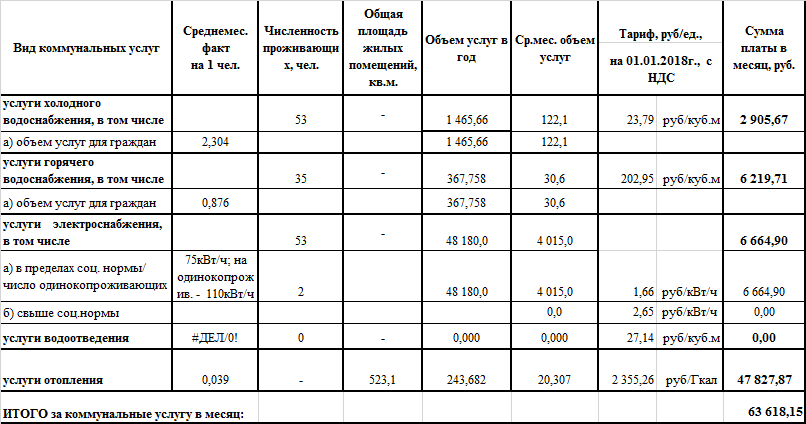 Вид коммунальных услуг
Среднемес.
факт
на 1 чел.
Численность
проживающи
х, чел.
Общая
площадь
жилых
помещений,
кв.м.
Объем услуг в
год
Ср.мес. объем
услуг
Тариф, руб/ед.,
на 01.01.2018г., с
НДС
Сумма
платы в
месяц, руб.
услуги холодного
водоснабжения, в том числе
53
-
1 465,66
122,1
23,79 руб/куб.м
2 905,67
а) объем услуг для граждан
2,304
1 465,66
122,1
услуги горячего
водоснабжения, в том числе
35
-
367,758
30,6
202,95 руб/куб.м
6 219,71
а) объем услуг для граждан
0,876
367,758
30,6
услуги электроснабжения,
в том числе
53
-
48 180,0
4 015,0
6 664,90
а) в пределах соц. нормы/
число одинокопроживающих
75кВт/ч; на
одинокопрож
ив. - 110кВт/ч
2
48 180,0
4 015,0
1,66 руб/кВт/ч
6 664,90
б) свыше соц.нормы
0,0
2,65 руб/кВт/ч
0,00
услуги водоотведения
#ДЕЛ/0!
0
-
0,000
0,000
27,14 руб/куб.м
0,00
услуги отопления
0,039
-
523,1
243,682
20,307
2 355,26 руб/Гкал
47 827,87
ИТОГО за коммунальные услугу в месяц:
63 618,15